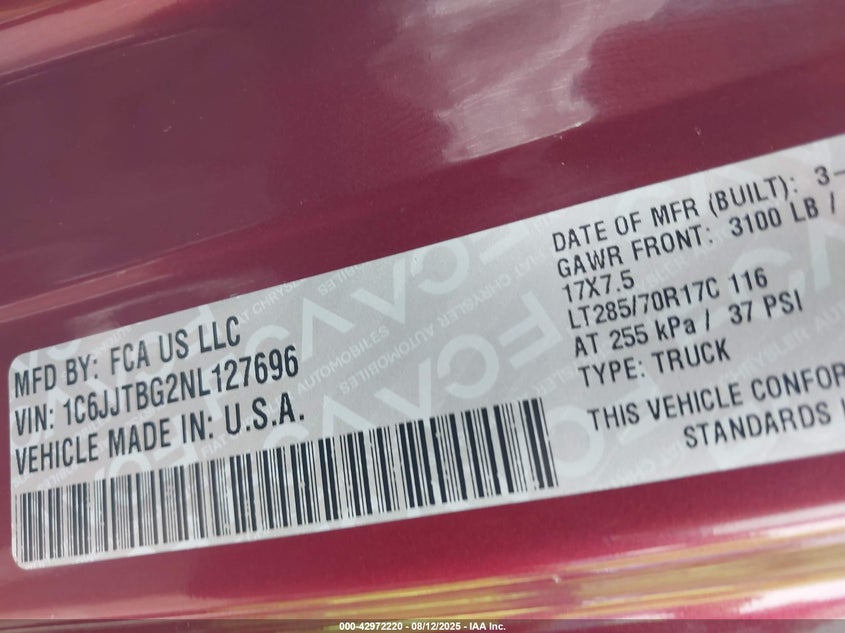 MFD BY: FCA US LLC
VIN: 1C6JJTBG2NL127696
VEHICLE MADE IN: U.S.A.
DATE OF MFR (BUILT): 3-
GAWR FRONT: 3100 LB /
17X7.5
LT285/70R17C 116
AT 255 kPa / 37 PSI
TYPE: TRUCK
THIS VEHICLE CONFOR
STANDARDS
000-42972220 - 08/12/2025 - IAA Inc.